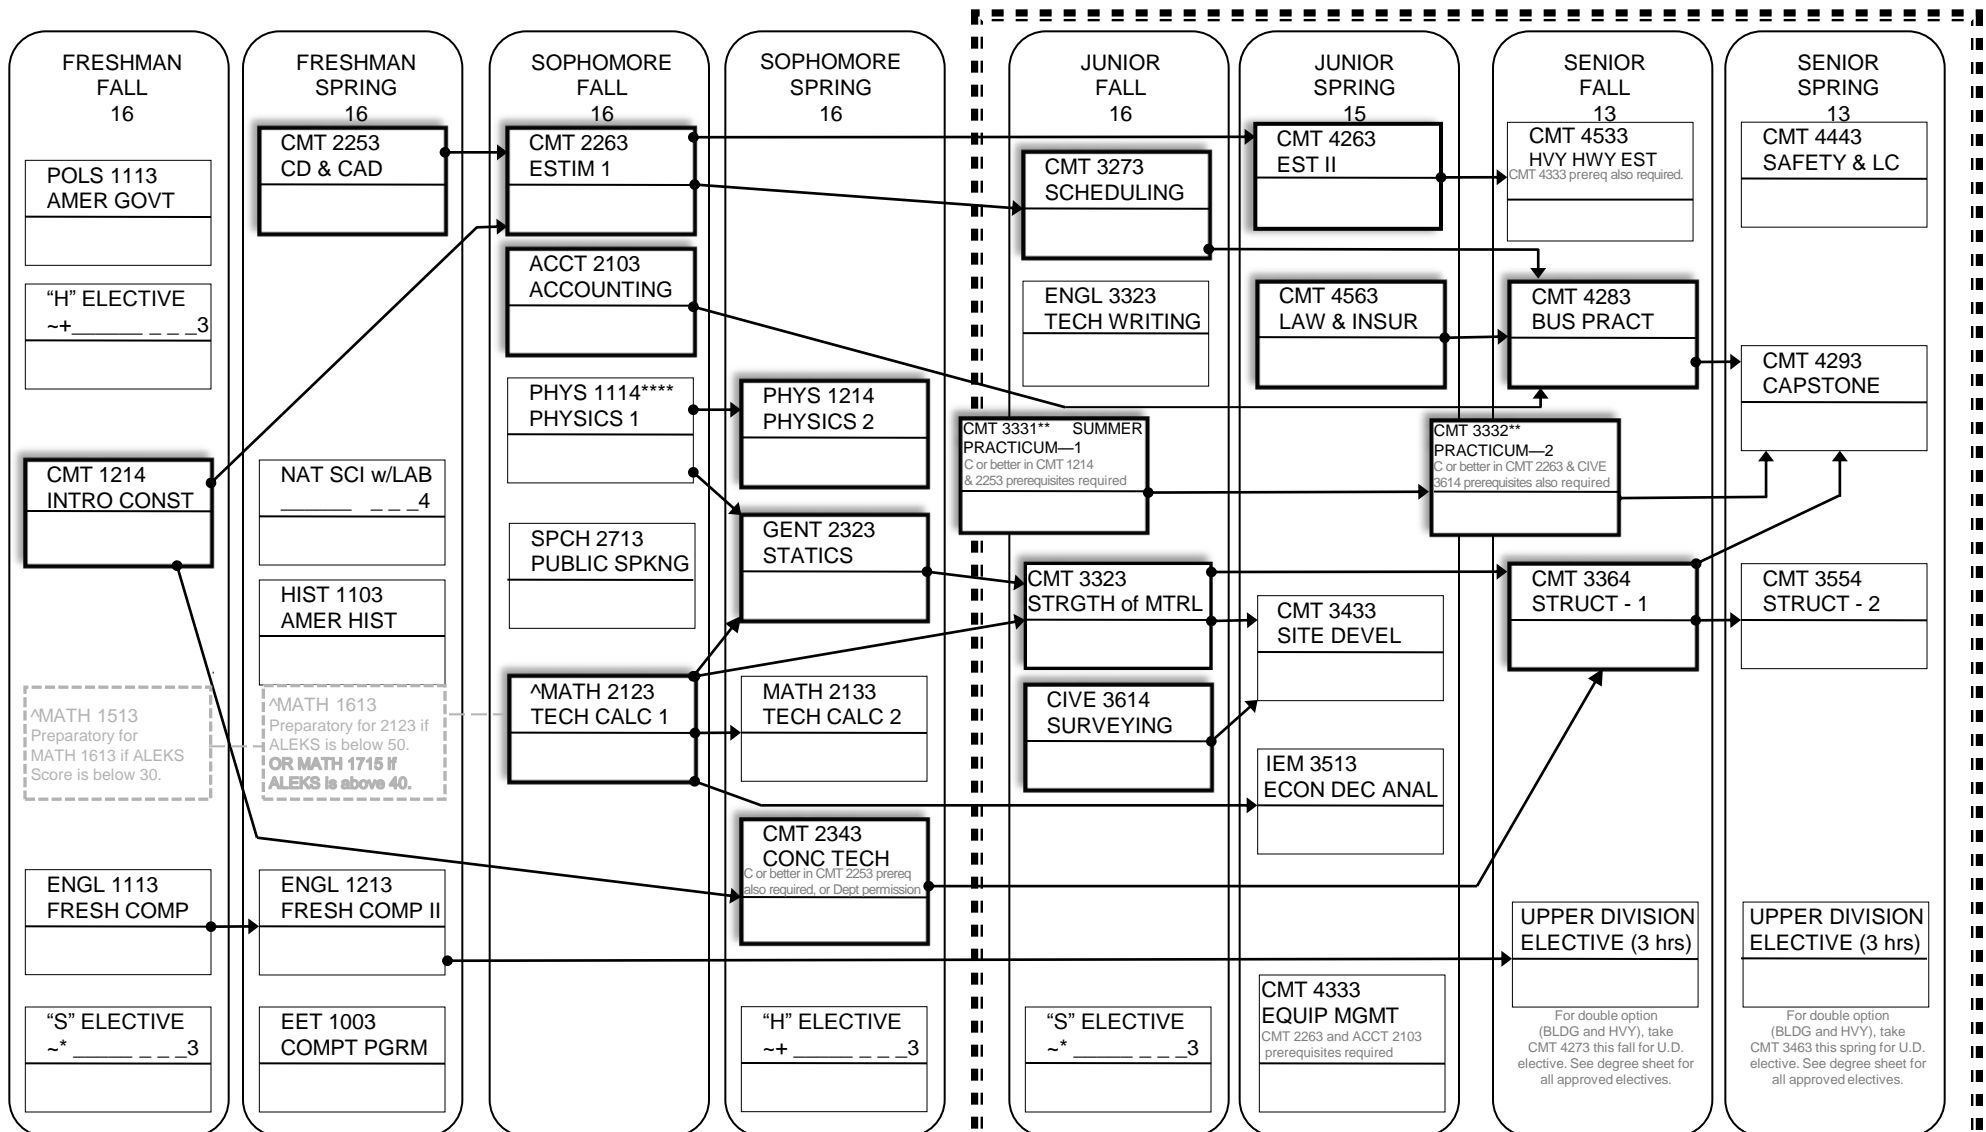 FRESHMAN
FALL
16
POLS 1113
AMER GOVT
“H” ELECTIVE
~+______ _ _ _3
CMT 1214
INTRO CONST
^MATH 1513
Preparatory for
MATH 1613 if ALEKS
Score is below 30.
ENGL 1113
FRESH COMP
“S” ELECTIVE
~* _____ _ _ _3
FRESHMAN
SPRING
16
CMT 2253
CD & CAD
NAT SCI w/LAB
______ _ _ _4
HIST 1103
AMER HIST
^MATH 1613
Preparatory for 2123 if
ALEKS is below 50.
OR MATH 1715 if
ALEKS is above 40.
ENGL 1213
FRESH COMP II
EET 1003
COMPT PGRM
SOPHOMORE
FALL
16
CMT 2263
ESTIM 1
ACCT 2103
ACCOUNTING
PHYS 1114****
PHYSICS 1
SPCH 2713
PUBLIC SPKNG
^MATH 2123
TECH CALC 1
SOPHOMORE
SPRING
16
PHYS 1214
PHYSICS 2
GENT 2323
STATICS
MATH 2133
TECH CALC 2
CMT 2343
CONC TECH
C or better in CMT 2253 prereq
also required, or Dept permission
“H” ELECTIVE
~+ _____ _ _ _3
JUNIOR
FALL
16
CMT 3273
SCHEDULING
ENGL 3323
TECH WRITING
CMT 3331** SUMMER
PRACTICUM—1
C or better in CMT 1214
& 2253 prerequisites required
CMT 3323
STRGTH of MTRL
CIVE 3614
SURVEYING
“S” ELECTIVE
~* _____ _ _ _3
JUNIOR
SPRING
15
CMT 4263
EST II
CMT 4563
LAW & INSUR
CMT 3332**
PRACTICUM—2
C or better in CMT 2263 & CIVE
3614 prerequisites also required
CMT 3433
SITE DEVEL
IEM 3513
ECON DEC ANAL
CMT 4333
EQUIP MGMT
CMT 2263 and ACCT 2103
prerequisites required
SENIOR
FALL
13
CMT 4533
HVY HWY EST
CMT 4333 prereq also required.
CMT 4283
BUS PRACT
CMT 3364
STRUCT - 1
UPPER DIVISION
ELECTIVE (3 hrs)
For double option
(BLDG and HVY), take
CMT 4273 this fall for U.D.
elective. See degree sheet for
all approved electives.
SENIOR
SPRING
13
CMT 4443
SAFETY & LC
CMT 4293
CAPSTONE
CMT 3554
STRUCT - 2
UPPER DIVISION
ELECTIVE (3 hrs)
For double option
(BLDG and HVY), take
CMT 3463 this spring for U.D.
elective. See degree sheet for
all approved electives.